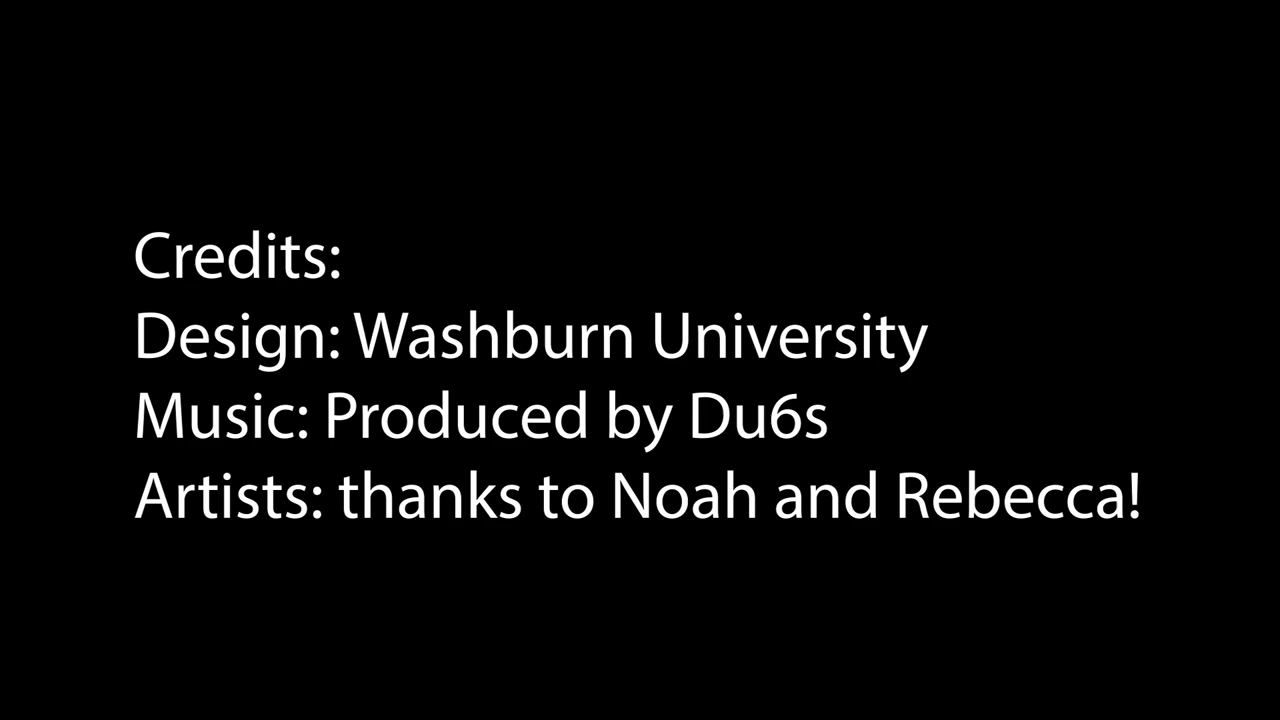 Credits:
Design: Washburn University
Music: Produced by Du6s
Artists: thanks to Noah and Rebecca!